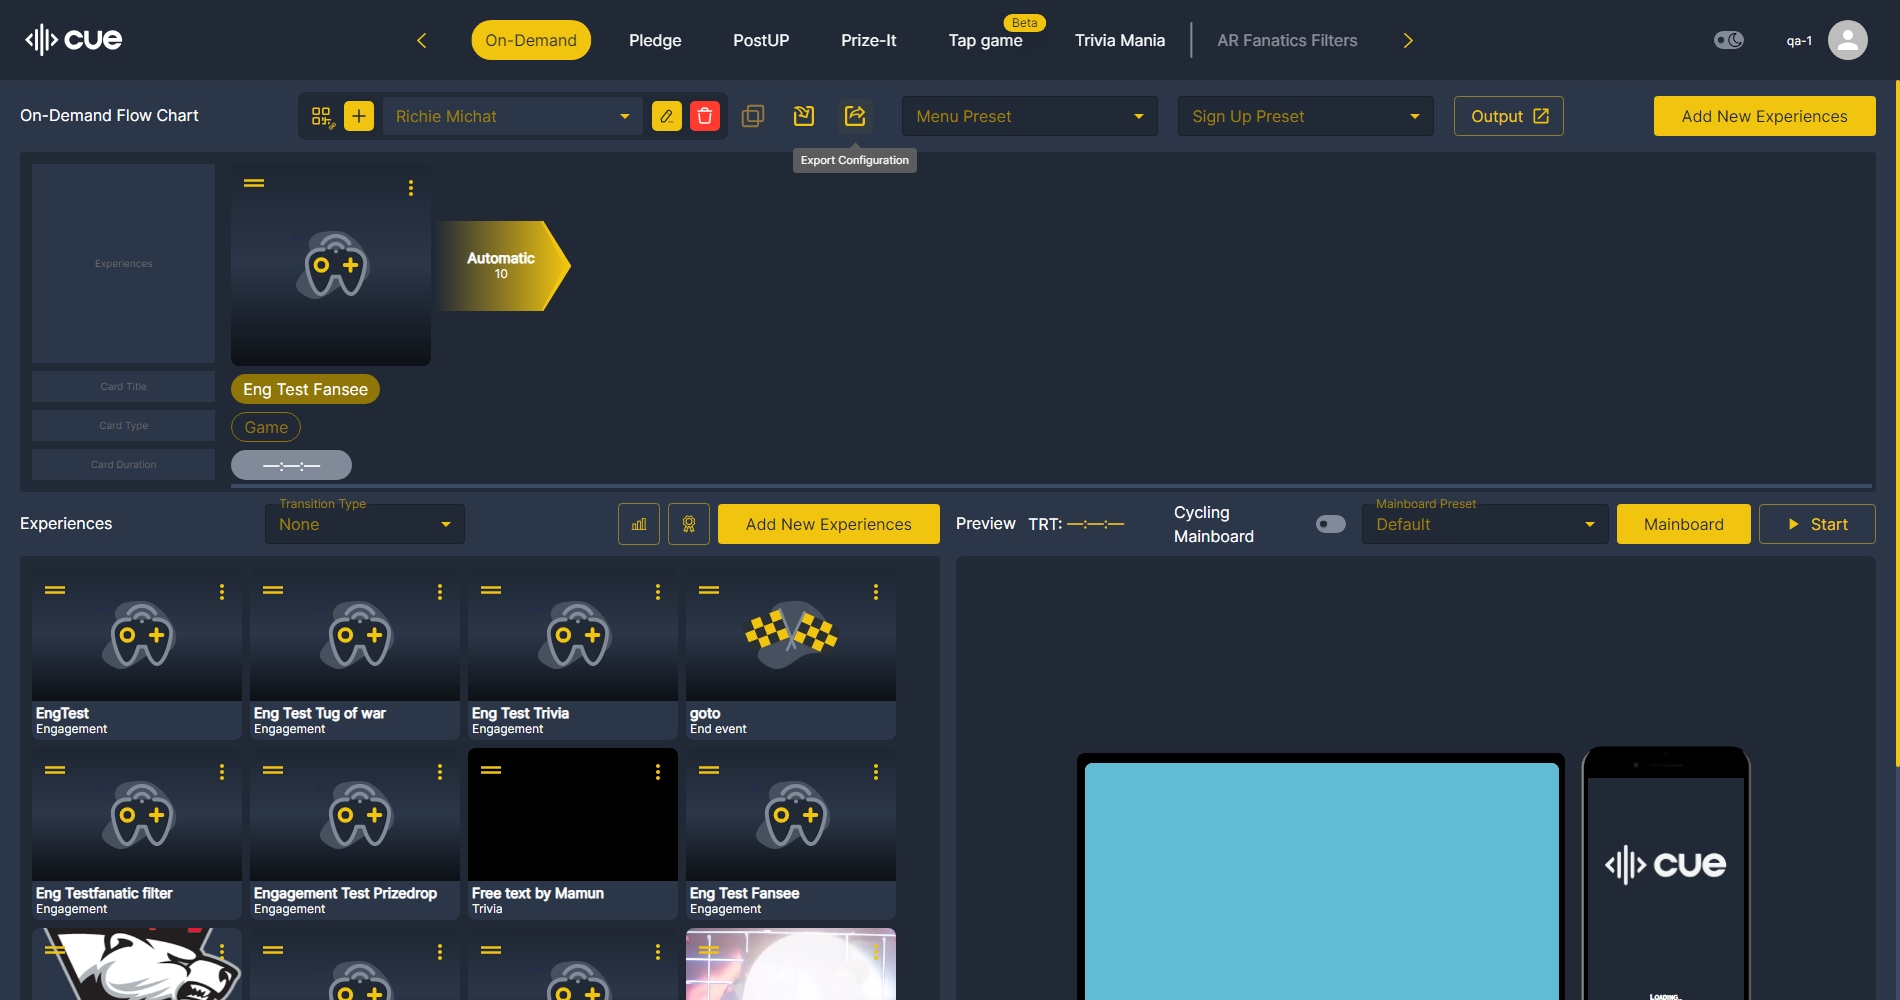 cue
On-Demand
Pledge
PostUP
Prize-It
Tap game
Beta
Trivia Mania
AR Fanatics Filters
qa-1
On-Demand Flow Chart
Richie Michat
Menu Preset
Sign Up Preset
Output
Add New Experiences
Export Configuration
Experiences
Automatic
10
Card Title
Eng Test Fansee
Card Type
Game
Card Duration
—:—:—
Experiences
Transition Type
None
Add New Experiences
Preview
TRT: —:—:—
Cycling
Mainboard
Mainboard Preset
Default
Mainboard
Start
EngTest
Engagement
Eng Test Tug of war
Engagement
Eng Test Trivia
Engagement
goto
End event
Eng Testfanatic filter
Engagement
Engagement Test Prizedrop
Engagement
Free text by Mamun
Trivia
Eng Test Fansee
Engagement
cue
LOADING...